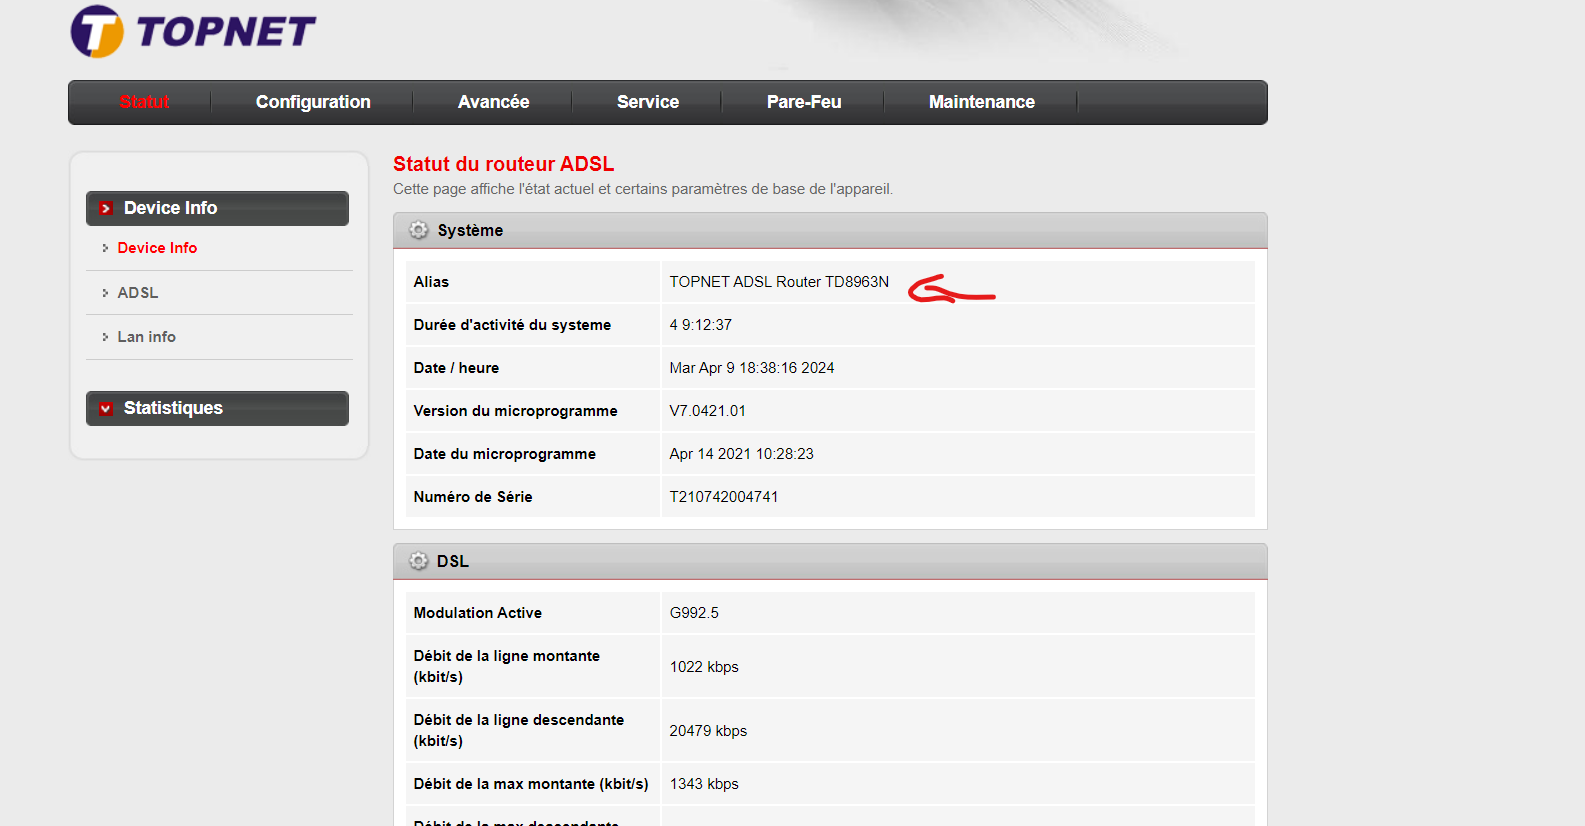 TOPNET
Statut
Configuration
Avancée
Service
Pare-Feu
Maintenance
Device Info
Device Info
ADSL
Lan info
Statistiques
Statut du routeur ADSL
Cette page affiche l'état actuel et certains paramètres de base de l'appareil.
Système
Alias TOPNET ADSL Router TD8963N
Durée d'activité du systeme 4 9:12:37
Date / heure Mar Apr 9 18:38:16 2024
Version du microprogramme V7.0421.01
Date du microprogramme Apr 14 2021 10:28:23
Numéro de Série T210742004741
DSL
Modulation Active G992.5
Débit de la ligne montante
(kbit/s) 1022 kbps
Débit de la ligne descendante
(kbit/s) 20479 kbps
Débit de la max montante (kbit/s) 1343 kbps
Débit de la max descendante